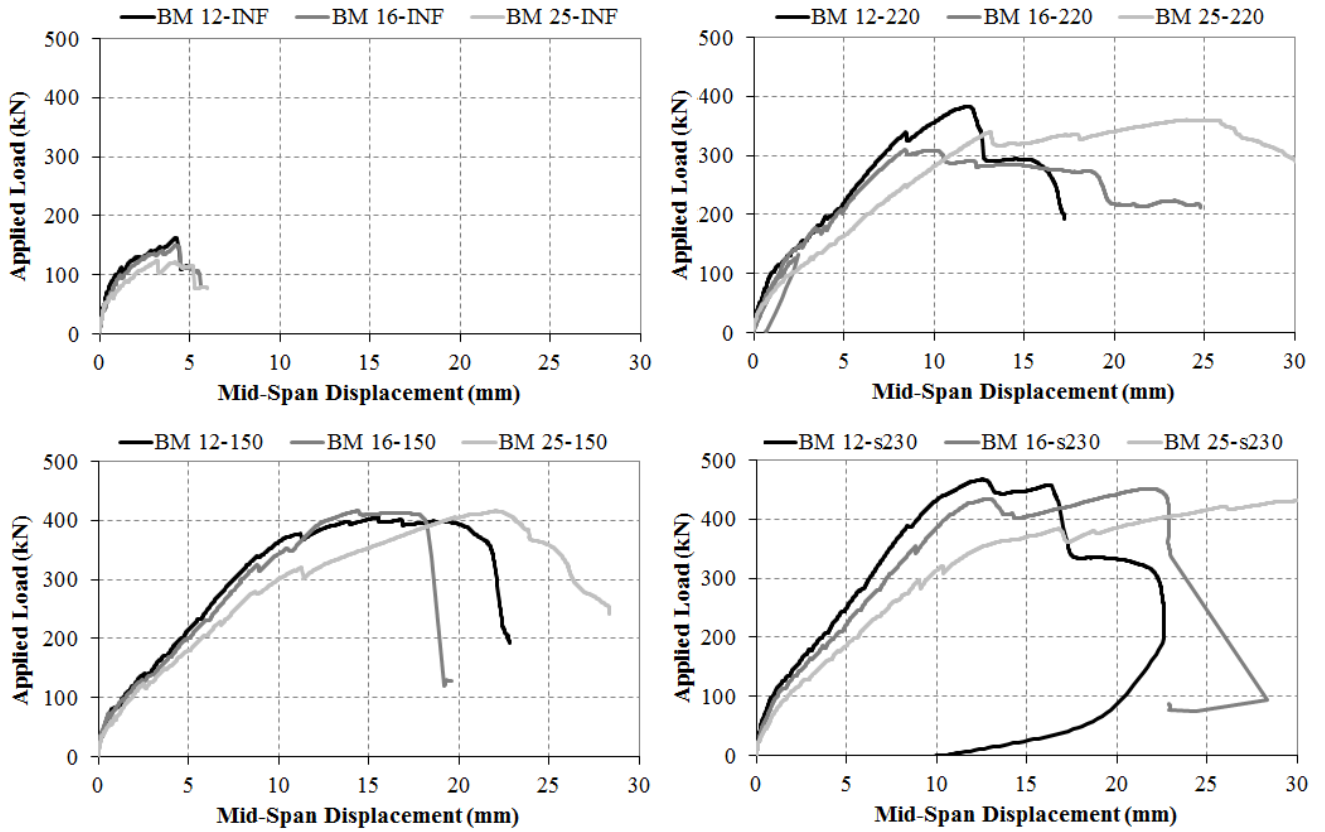 BM 12-INF BM 16-INF BM 25-INF
500
400
300
200
100
0
Applied Load (kN)
0 5 10 15 20 25 30
Mid-Span Displacement (mm)
BM 12-220 BM 16-220 BM 25-220
500
400
300
200
100
0
Applied Load (kN)
0 5 10 15 20 25 30
Mid-Span Displacement (mm)
BM 12-150 BM 16-150 BM 25-150
500
400
300
200
100
0
Applied Load (kN)
0 5 10 15 20 25 30
Mid-Span Displacement (mm)
BM 12-s230 BM 16-s230 BM 25-s230
500
400
300
200
100
0
Applied Load (kN)
0 5 10 15 20 25 30
Mid-Span Displacement (mm)